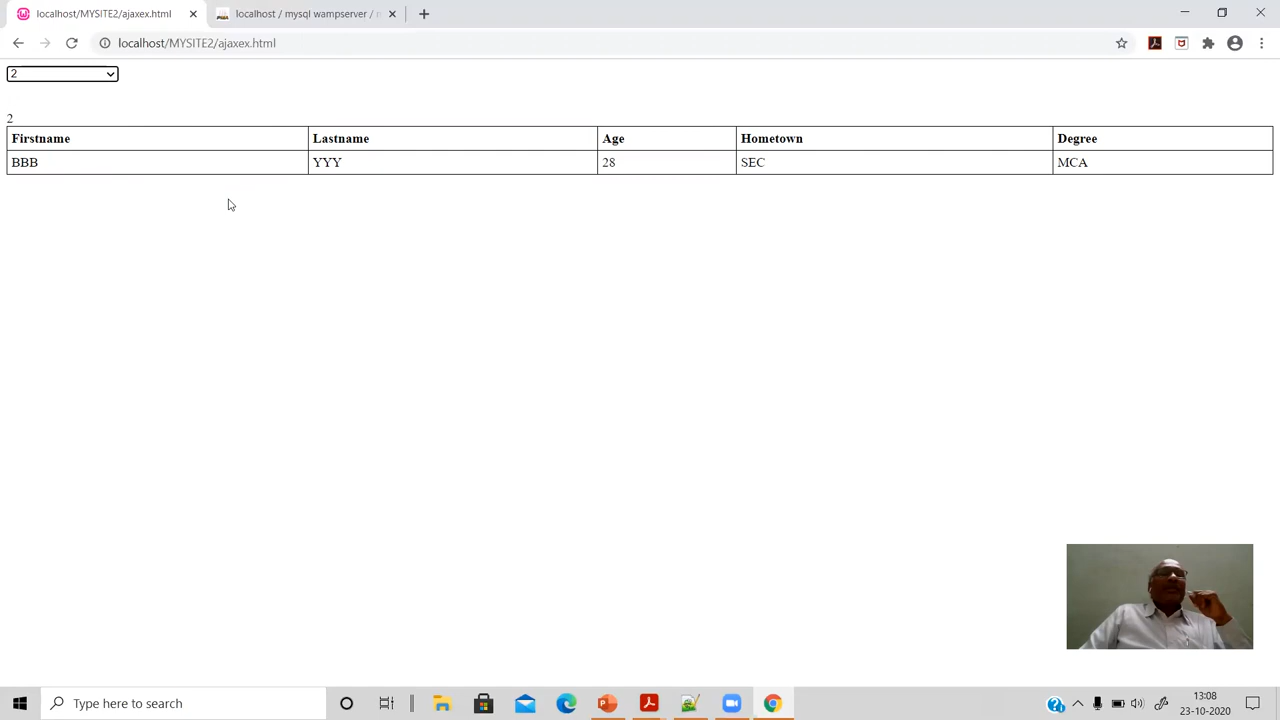 localhost/MYSITE2/ajaxex.html
localhost / mysql wampserver /
localhost/MYSITE2/ajaxex.html
2
2
Firstname Lastname Age Hometown Degree
BBB YYY 28 SEC MCA
Type here to search
13:08
23-10-2020